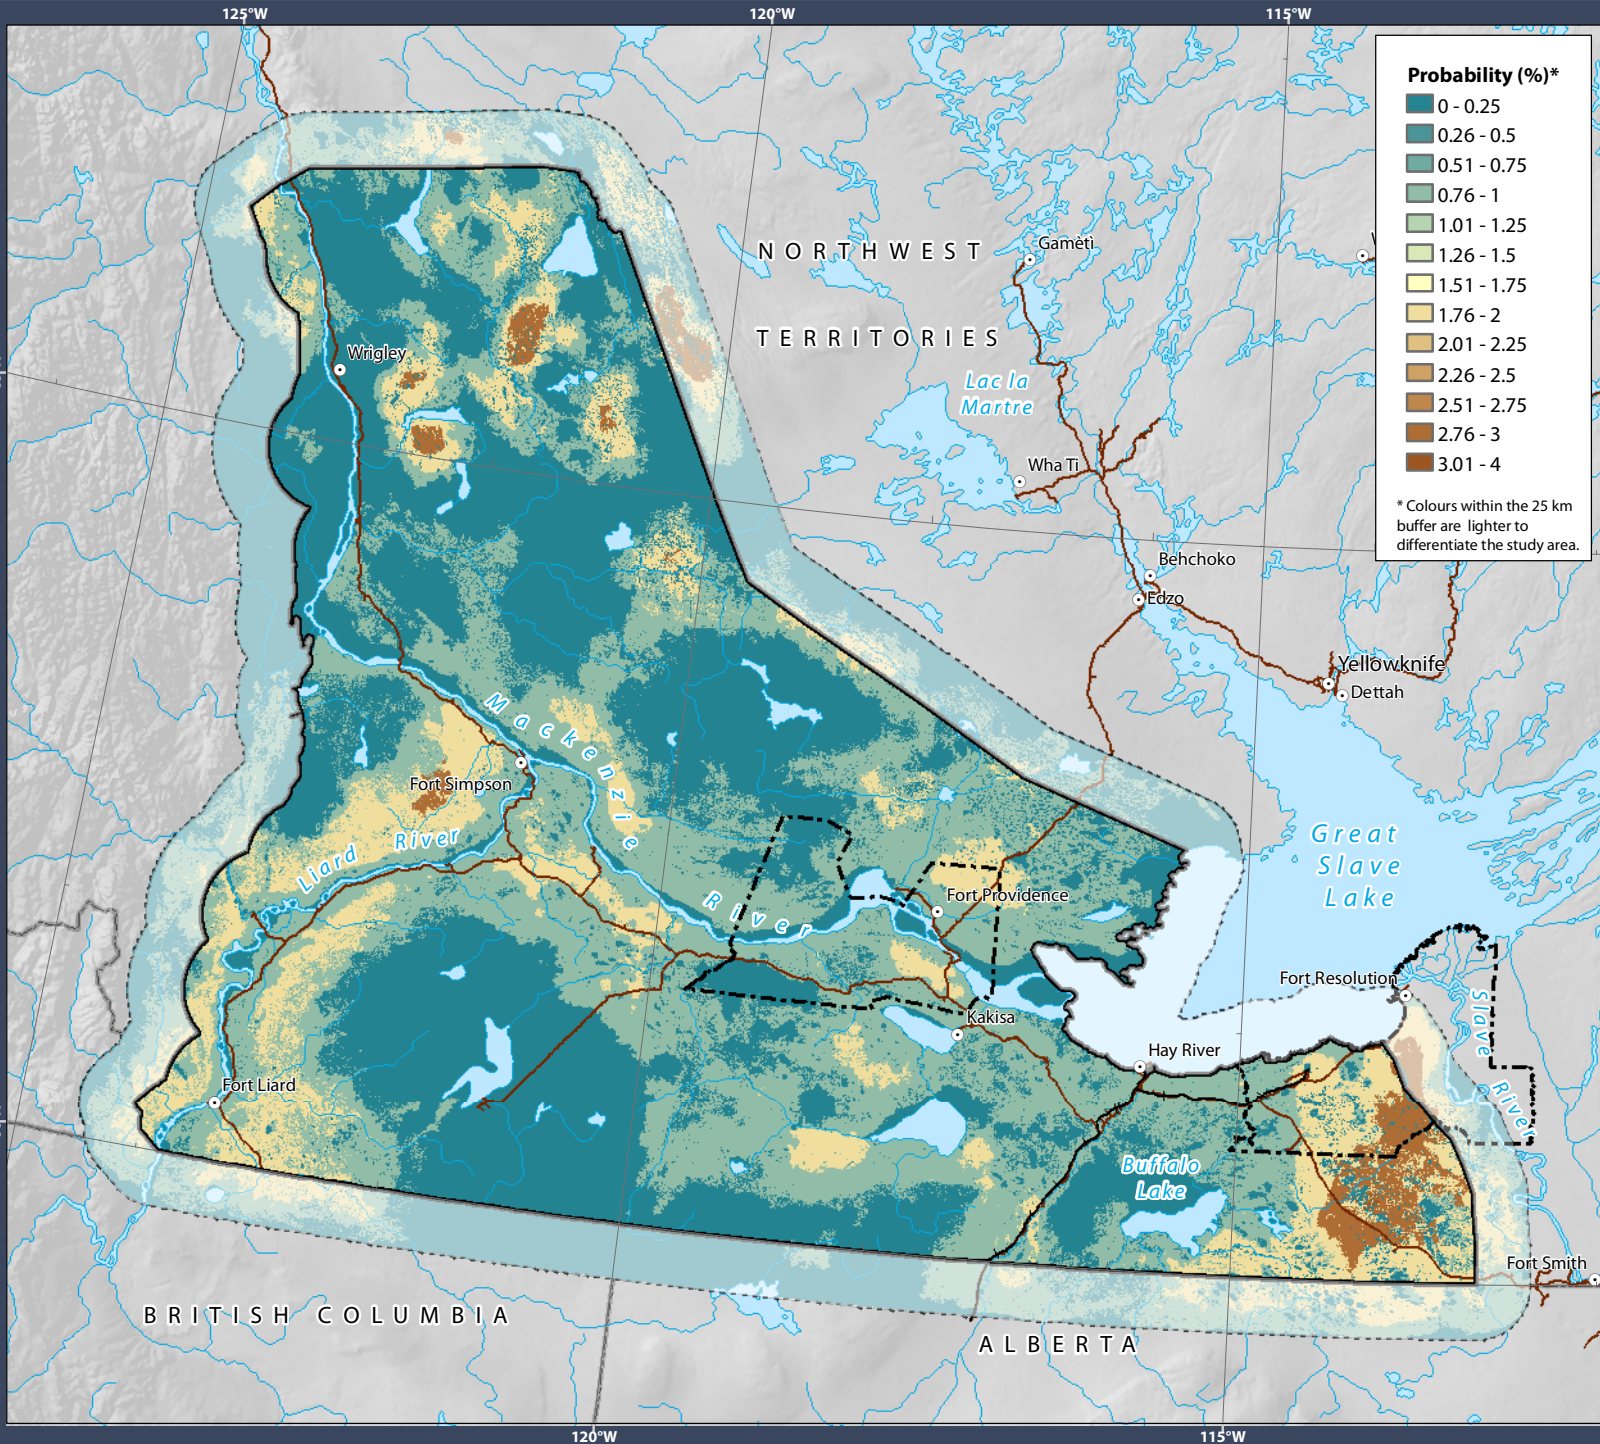 125°W
120°W
115°W
Probability (%)*
0 - 0.25
0.26 - 0.5
0.51 - 0.75
0.76 - 1
1.01 - 1.25
1.26 - 1.5
1.51 - 1.75
1.76 - 2
2.01 - 2.25
2.26 - 2.5
2.51 - 2.75
2.76 - 3
3.01 - 4
* Colours within the 25 km
buffer are lighter to
differentiate the study area.
NORTHWEST
TERRITORIES
Gamètì
Wrigley
Lac la
Martre
Wha Ti
Behchoko
Edzo
Yellowknife
Dettah
Mackenzie
River
Fort Simpson
Liard River
Great
Slave
Lake
Fort Providence
Fort Resolution
Slave
River
Kakisa
Hay River
Fort Liard
Buffalo
Lake
Fort Smith
BRITISH COLUMBIA
ALBERTA
120°W
115°W